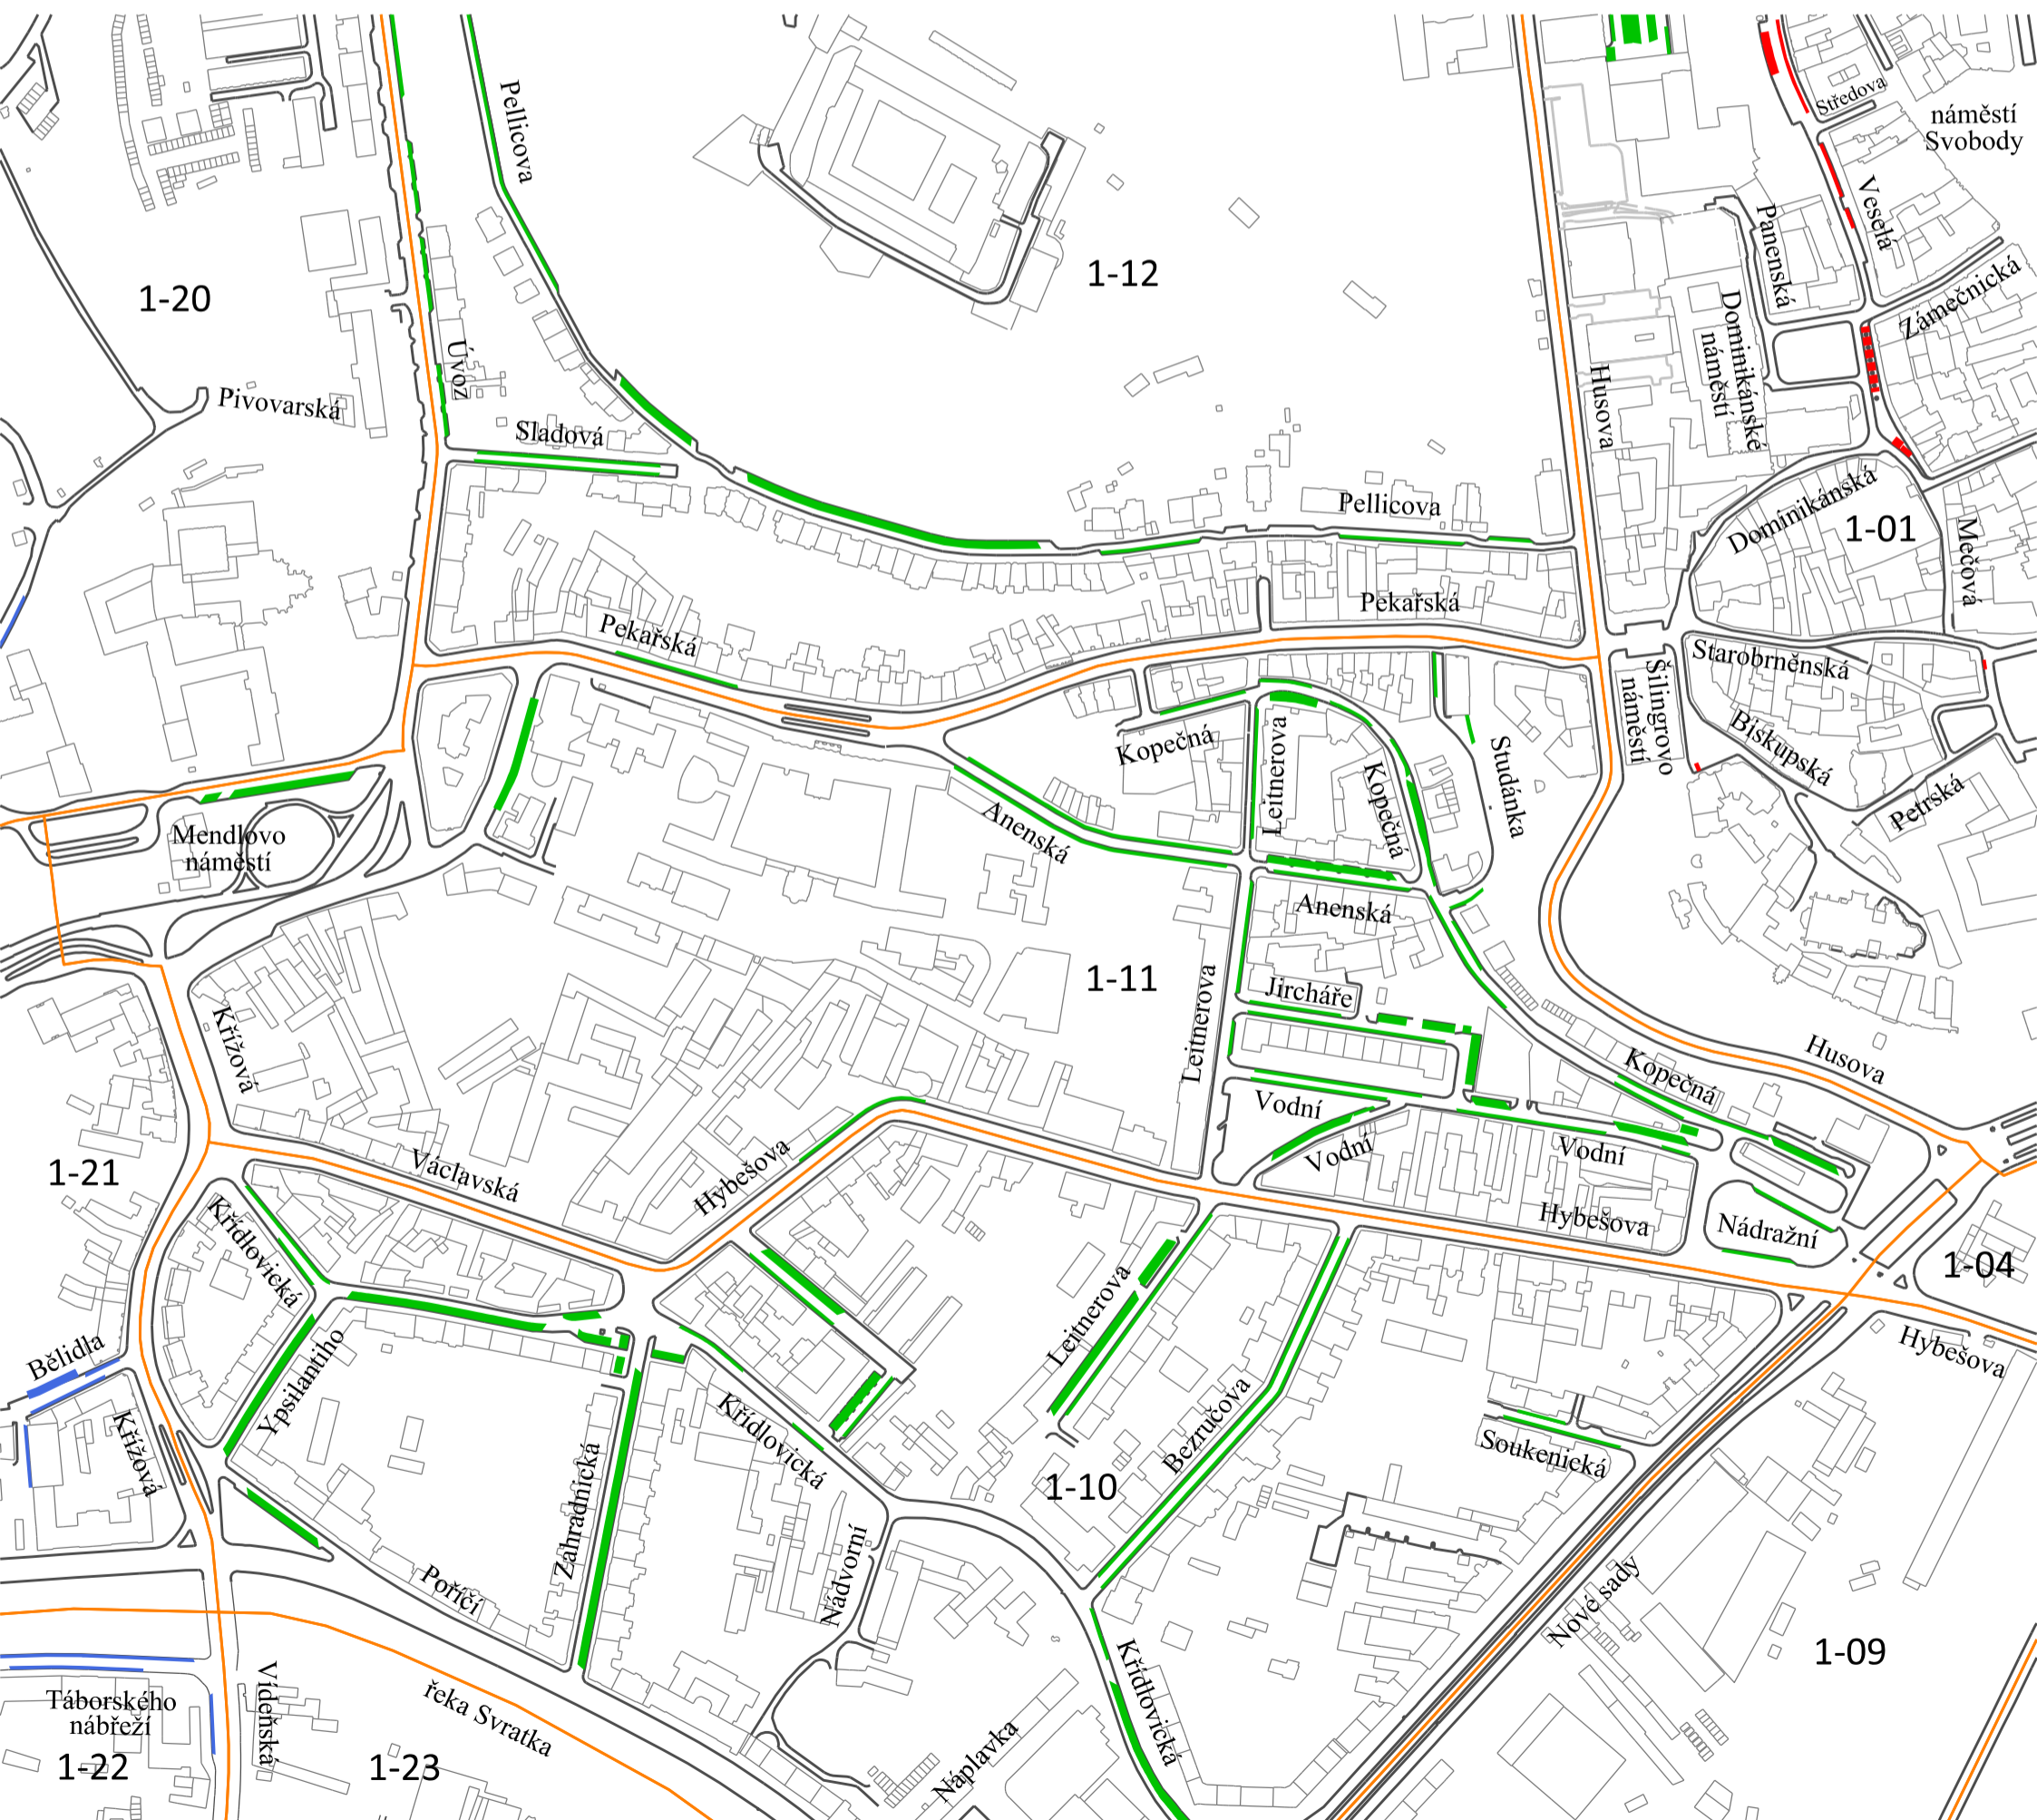 Středova
náměstí
Svobody
Pellicova
Veselá
Panenská
1-20
1-12
Zámečnická
Dominikánské
náměstí
Úvoz
Husova
Pivovarská
Sladová
Pellicova
Dominikánská
1-01
Mečová
Pekařská
Pekařská
Starobrněnská
Šilingrovo
náměstí
Biskupská
Petrská
Kopečná
Leitnerova
Kopečná
Studánka
Mendlovo
náměstí
Anenská
Anenská
1-11
Jircháře
Leitnerova
Křížová
Husova
Kopečná
Vodní
Vodní
Vodní
1-21
Václavská
Hybešova
Hybešova
Nádražní
1-04
Křídlovická
Leitnerova
Hybešova
Bělidla
Ypsilantiho
Křídlovická
Bezručova
Soukenická
Křížová
1-10
Zahradnická
Nádvorní
Poříčí
Nové sady
1-09
Křídlovická
Táborského
nábřeží
Vídeňská
řeka Svratka
Náplavka
1-22
1-23